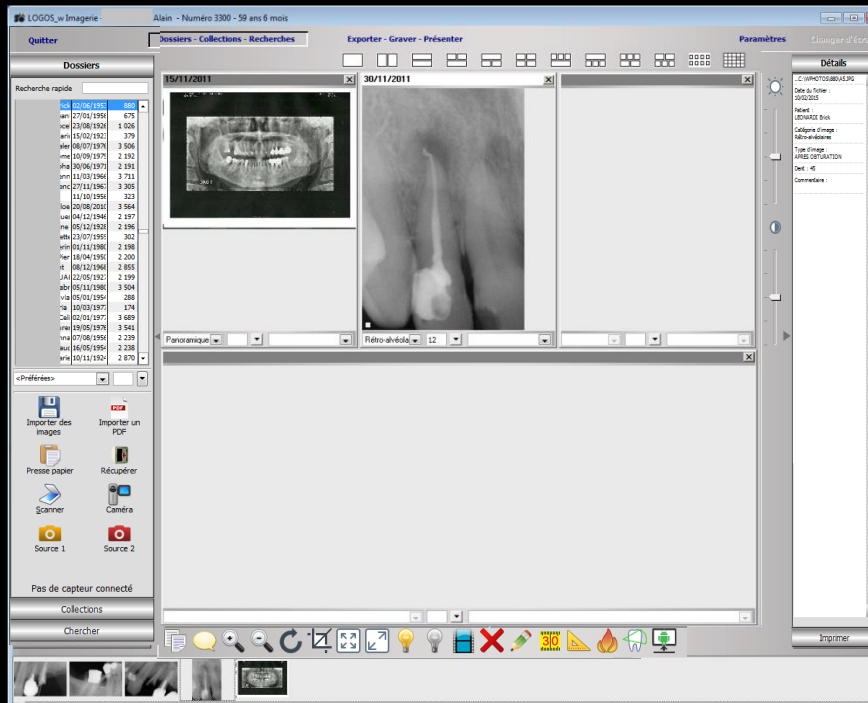 LOGOS_w Imagerie - Alain - Numéro 3300 - 59 ans 6 mois
Quitter
Dossiers - Collections - Recherches
Exporter - Graver - Présenter
Paramètres
Changer d'écra
Dossiers
Recherche rapide
02/06/1953 880
27/01/1956 675
23/08/1926 1 026
15/02/1923 379
08/07/1976 3 506
10/09/1975 2 192
30/06/1971 2 191
11/03/1966 3 711
27/11/1967 3 305
11/10/1956 323
20/08/2010 3 564
04/12/1946 2 197
05/12/1928 2 196
23/07/1955 302
01/11/1980 2 198
18/04/1950 2 200
08/12/1968 2 855
22/05/1927 2 199
05/11/1980 3 504
05/01/1954 288
10/03/1977 174
02/01/1977 3 689
19/05/1976 3 541
07/08/1956 2 239
16/05/1954 2 238
10/11/1924 2 870
<Préférées>
Importer des images
Importer un PDF
Presse papier
Récupérer
Scanner
Caméra
Source 1
Source 2
Pas de capteur connecté
Collections
Chercher
15/11/2011
Panoramique
30/11/2011
Rétro-alvéola 12
30
Détails
..C:\WPHOTOS\880\A5.JPG
Date du fichier :
10/02/2015
Patient :
LEONARDI Erick
Catégorie d'image :
Rétro-alvéolaires
Type d'image :
APRES OBTURATION
Dent : 45
Commentaire :
Imprimer